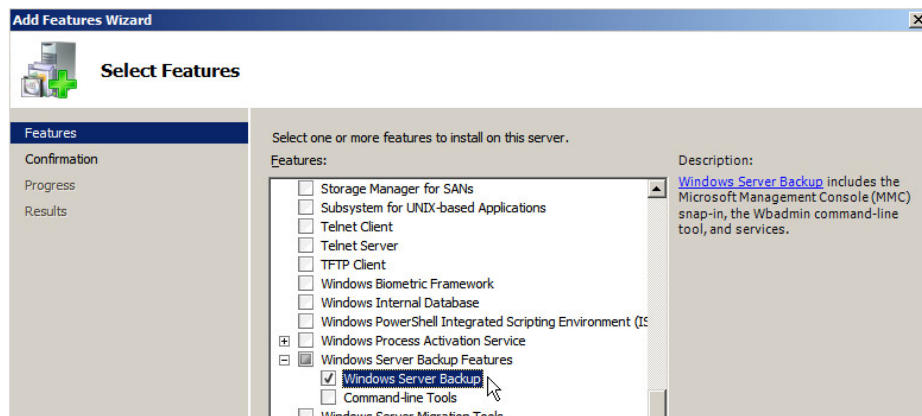 Add Features Wizard
Select Features
Features
Confirmation
Progress
Results
Select one or more features to install on this server.
Features:
Storage Manager for SANs
Subsystem for UNIX-based Applications
Telnet Client
Telnet Server
TFTP Client
Windows Biometric Framework
Windows Internal Database
Windows PowerShell Integrated Scripting Environment (IS
Windows Process Activation Service
Windows Server Backup Features
Windows Server Backup
Command-line Tools
Windows Server Migration Tools
Description:
Windows Server Backup includes the
Microsoft Management Console (MMC)
snap-in, the Wbadmin command-line
tool, and services.